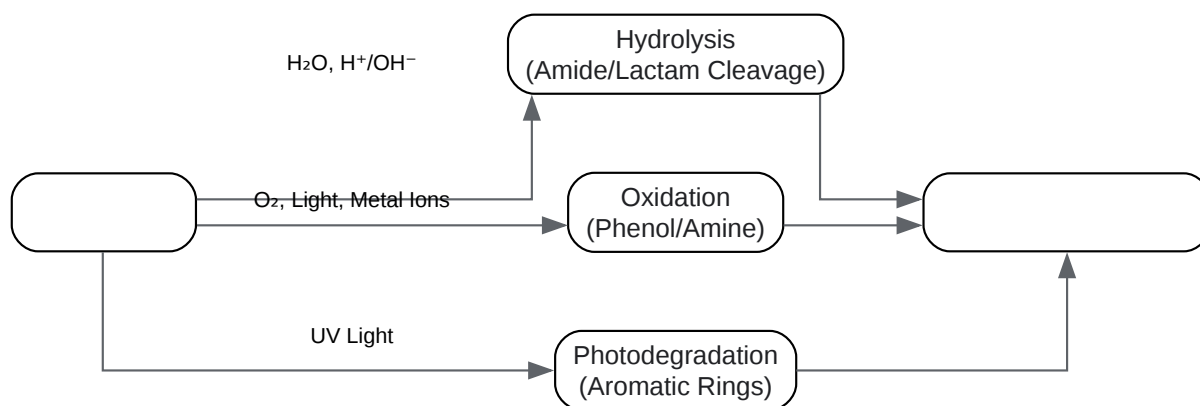 H₂O, H⁺/OH⁻
Hydrolysis
(Amide/Lactam Cleavage)
O₂, Light, Metal Ions
Oxidation
(Phenol/Amine)
UV Light
Photodegradation
(Aromatic Rings)